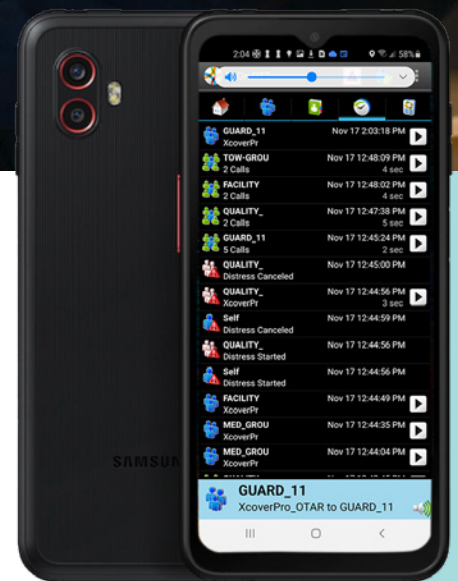 2:04
58%
GUARD_11 Nov 17 2:03:18 PM
XcoverPr
TOW-GROU Nov 17 12:48:09 PM
2 Calls 4 sec
FACILITY Nov 17 12:48:02 PM
2 Calls 4 sec
QUALITY_ Nov 17 12:47:38 PM
2 Calls 5 sec
GUARD_11 Nov 17 12:45:24 PM
5 Calls 2 sec
QUALITY_ Nov 17 12:45:00 PM
Distress Canceled
QUALITY_ Nov 17 12:44:56 PM
XcoverPr 3 sec
Self Nov 17 12:44:59 PM
Distress Canceled
QUALITY_ Nov 17 12:44:56 PM
Distress Started
Self Nov 17 12:44:56 PM
Distress Started
FACILITY Nov 17 12:44:49 PM
XcoverPr
MED_GROU Nov 17 12:44:35 PM
XcoverPr
MED_GROU Nov 17 12:44:04 PM
XcoverPr
GUARD_11
XcoverPro_OTAR to GUARD_11
SAMSUN